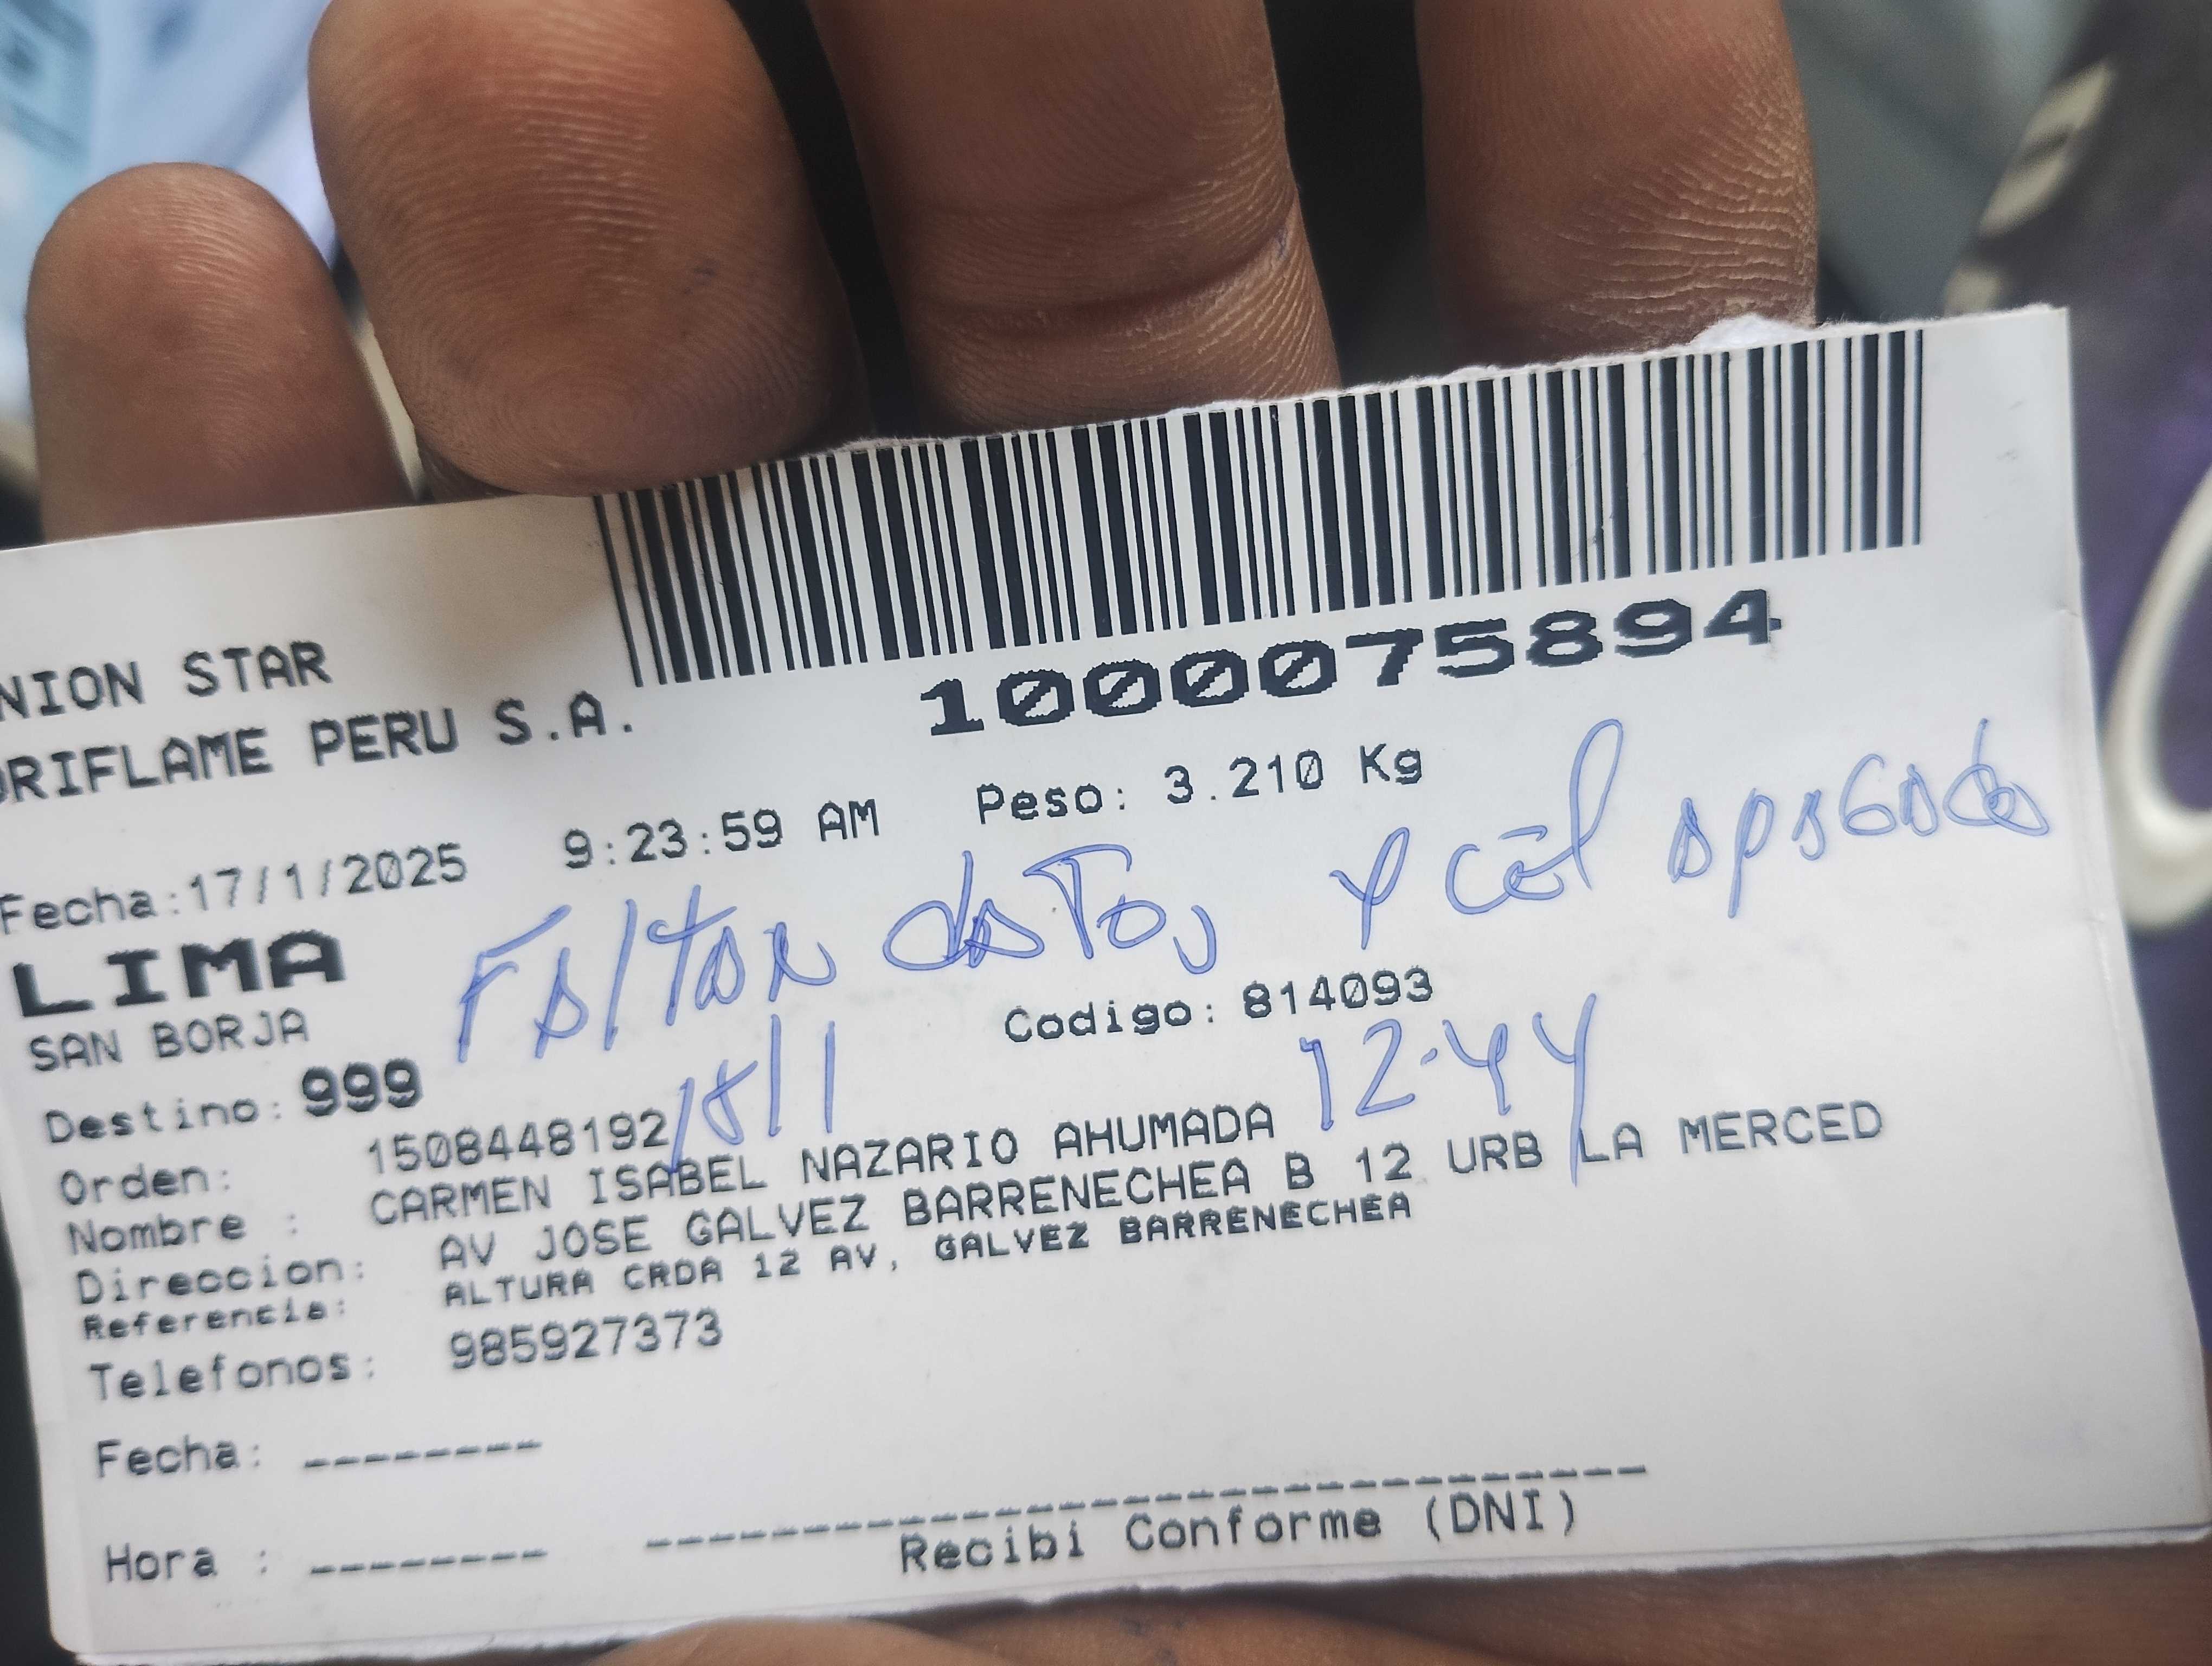 1000075894
NION STAR
ORIFLAME PERU S.A.
Fecha:17/1/2025 9:23:59 AM Peso: 3.210 Kg
Faltan datos y cel apagado
LIMA
SAN BORJA
Codigo: 814093
Destino: 999
18/1 12:44
Orden: 1508448192
Nombre : CARMEN ISABEL NAZARIO AHUMADA
Direccion: AV JOSE GALVEZ BARRENECHEA B 12 URB LA MERCED
Referencia: ALTURA CRDA 12 AV, GALVEZ BARRENECHEA
Telefonos: 985927373
Fecha: --------
Hora : --------
Recibi Conforme (DNI)